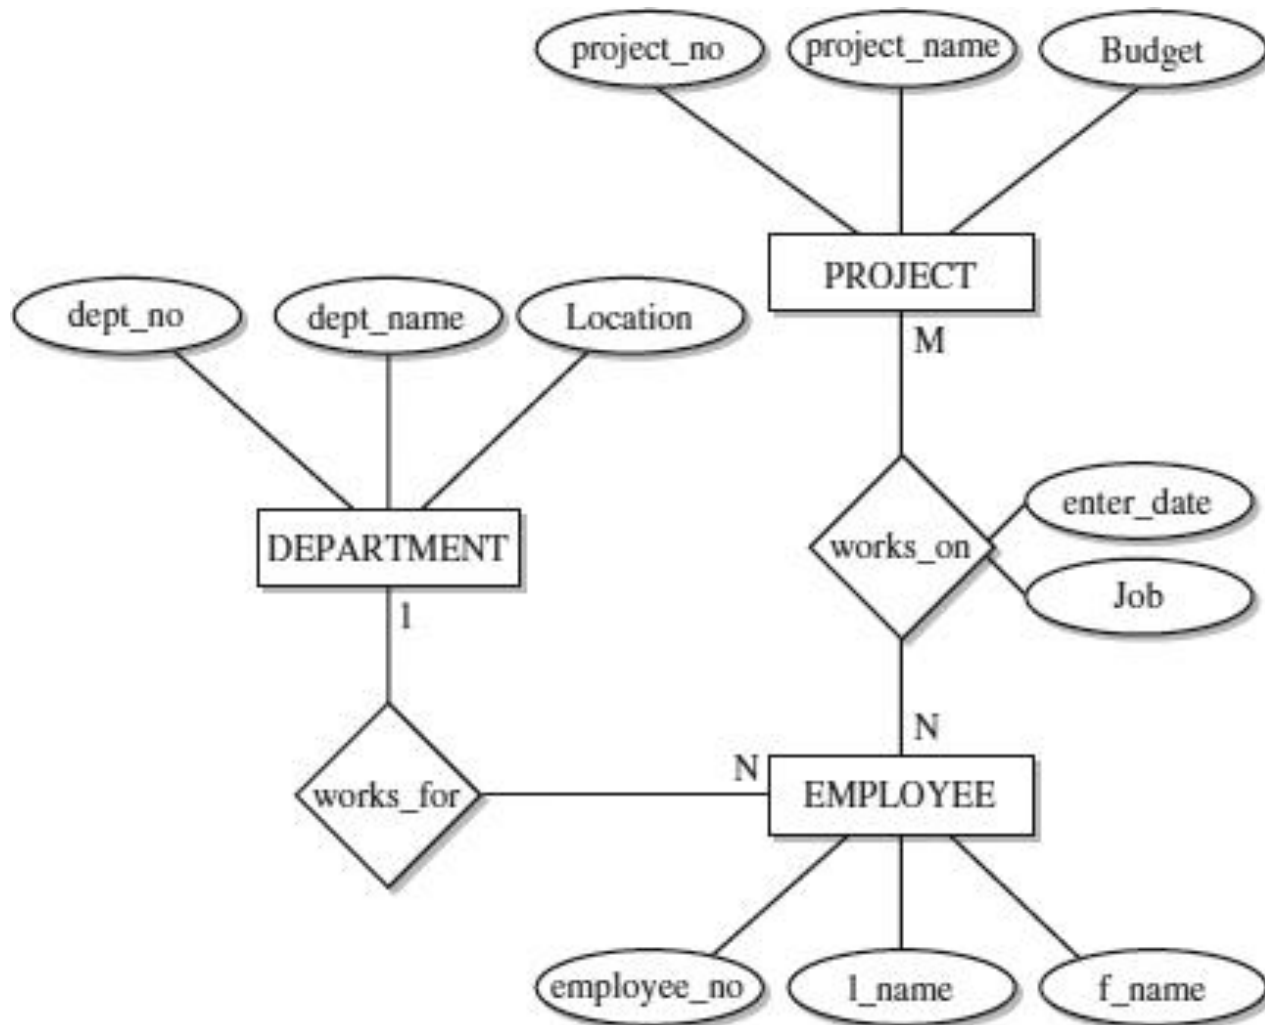 project_no
project_name
Budget
PROJECT
M
dept_no
dept_name
Location
DEPARTMENT
1
works_on
enter_date
Job
N
works_for
N
EMPLOYEE
employee_no
l_name
f_name